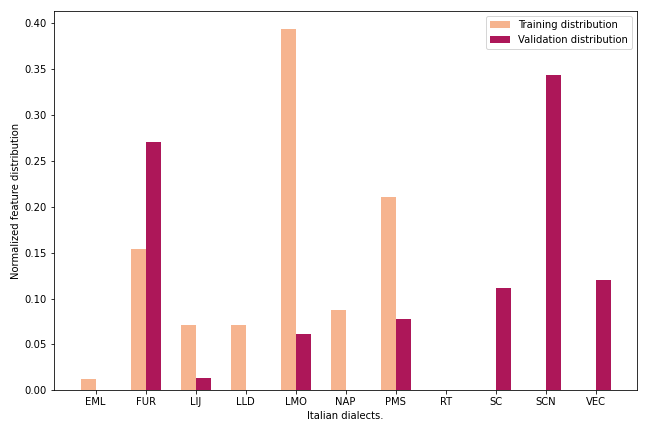 Training distribution
Validation distribution
0.40
0.35
0.30
0.25
0.20
0.15
0.10
0.05
0.00
Normalized feature distribution
EML FUR LIJ LLD LMO NAP PMS RT SC SCN VEC
Italian dialects.